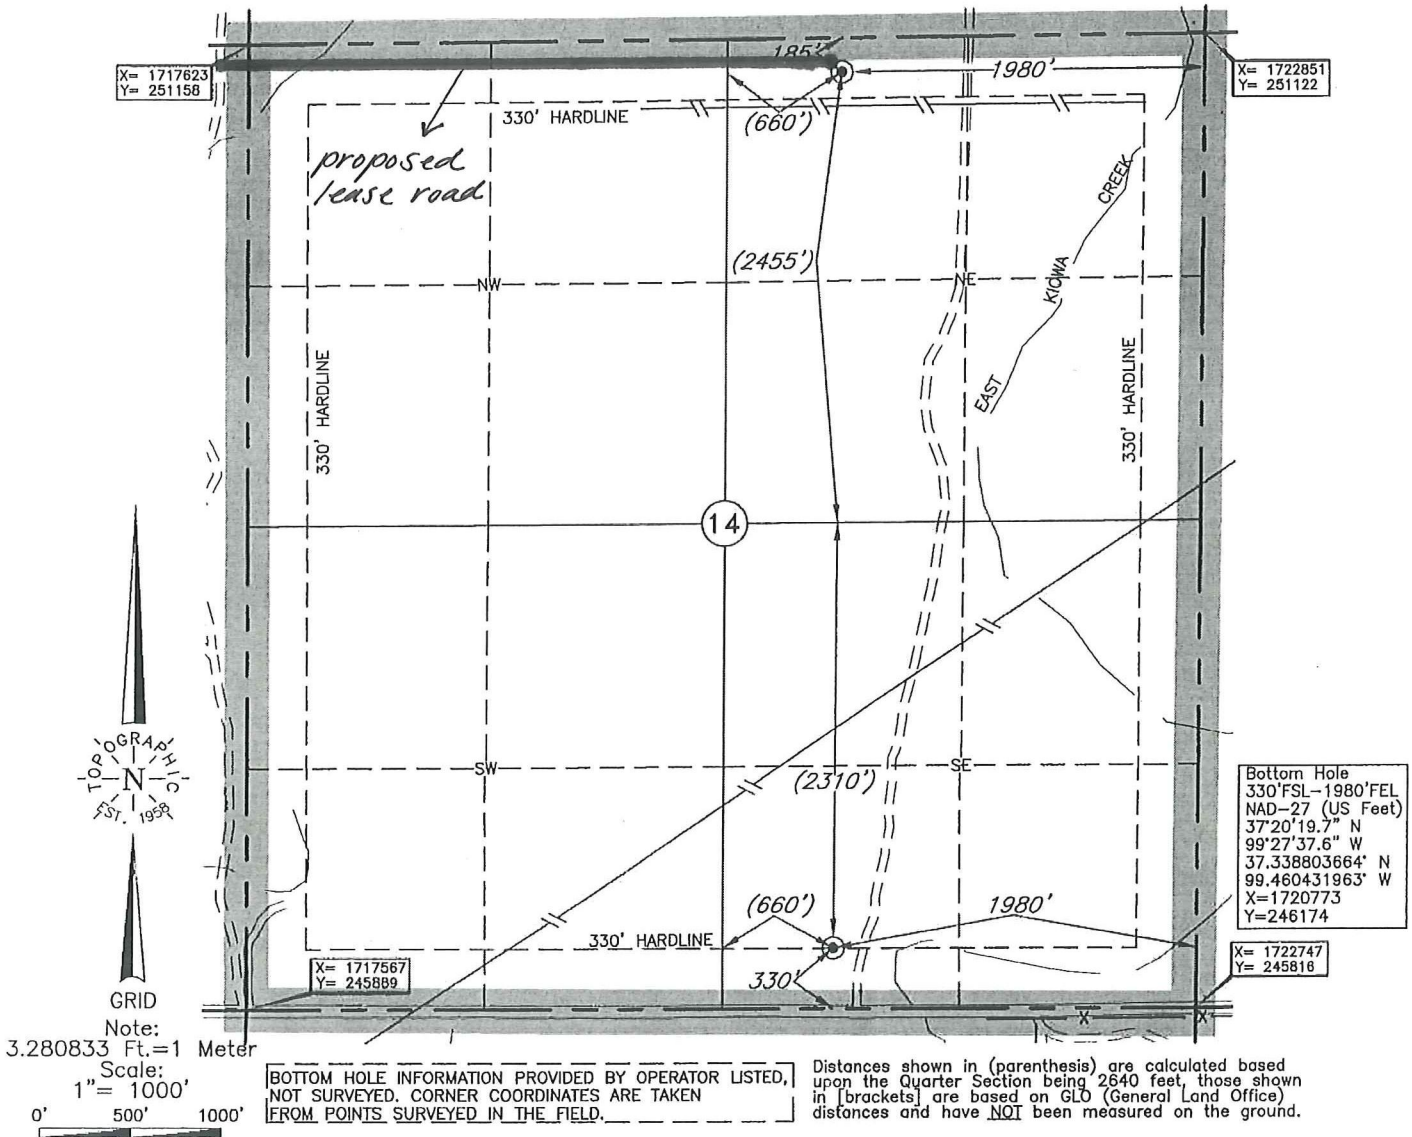 185'
X= 1717623
Y= 251158
1980'
X= 1722851
Y= 251122
330' HARDLINE
(660')
proposed
lease road
EAST KIOWA CREEK
(2455')
NW
NE
330' HARDLINE
330' HARDLINE
14
SW
SE
(2310')
TOPOGRAPHIC
N
EST. 1958
Bottom Hole
330'FSL-1980'FEL
NAD-27 (US Feet)
37°20'19.7" N
99°27'37.6" W
37.338803664° N
99.460431963° W
X=1720773
Y=246174
(660')
1980'
330' HARDLINE
X= 1717567
Y= 245889
330'
X= 1722747
Y= 245816
X
X
GRID
Note:
3.280833 Ft.=1 Meter
Scale:
1"= 1000'
0' 500' 1000'
BOTTOM HOLE INFORMATION PROVIDED BY OPERATOR LISTED,
NOT SURVEYED. CORNER COORDINATES ARE TAKEN
FROM POINTS SURVEYED IN THE FIELD.
Distances shown in (parenthesis) are calculated based
upon the Quarter Section being 2640 feet, those shown
in [brackets] are based on GLO (General Land Office)
distances and have NOT been measured on the ground.